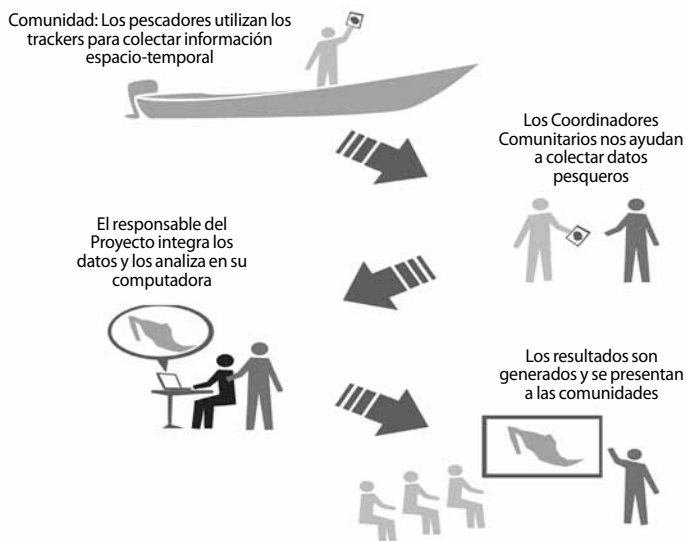 Comunidad: Los pescadores utilizan los
trackers para colectar información
espacio-temporal
Los Coordinadores
Comunitarios nos ayudan
a colectar datos
pesqueros
El responsable del
Proyecto integra los
datos y los analiza en su
computadora
Los resultados son
generados y se presentan
a las comunidades